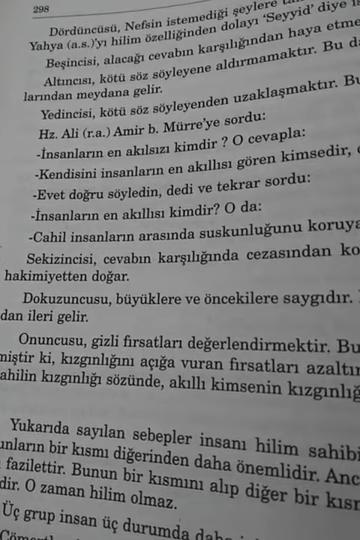 298
Dördüncüsü, Nefsin istemediği şeylere
Yahya (a.s.)'yı hilim özelliğinden dolayı 'Seyyid' diye
Beşincisi, alacağı cevabın karşılığından haya etme
Altıncısı, kötü söz söyleyene aldırmamaktır. Bu d
larından meydana gelir.
Yedincisi, kötü söz söyleyenden uzaklaşmaktır. Bu
Hz. Ali (r.a.) Amir b. Mürre'ye sordu:
-İnsanların en akılsızı kimdir ? O cevapla:
-Kendisini insanların en akıllısı gören kimsedir,
-Evet doğru söyledin, dedi ve tekrar sordu:
-İnsanların en akıllısı kimdir? O da:
-Cahil insanların arasında suskunluğunu koruya
Sekizincisi, cevabın karşılığında cezasından ko
hakimiyetten doğar.
Dokuzuncusu, büyüklere ve öncekilere saygıdır.
dan ileri gelir.
Onuncusu, gizli fırsatları değerlendirmektir. Bu
miştir ki, kızgınlığını açığa vuran fırsatları azaltır
ahilin kızgınlığı sözünde, akıllı kimsenin kızgınlığ
Yukarıda sayılan sebepler insanı hilim sahibi
unların bir kısmı diğerinden daha önemlidir. Anc
fazilettir. Bunun bir kısmını alıp diğer bir kısm
dir. O zaman hilim olmaz.
Üç grup insan üç durumda daha